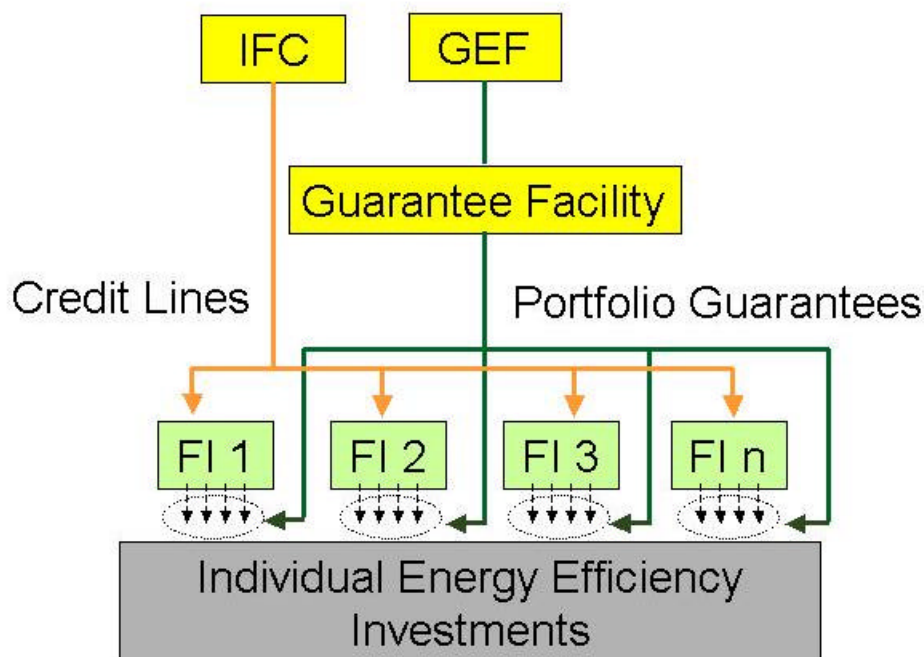 IFC
GEF
Guarantee Facility
Credit Lines
Portfolio Guarantees
FI 1
FI 2
FI 3
FI n
Individual Energy Efficiency
Investments